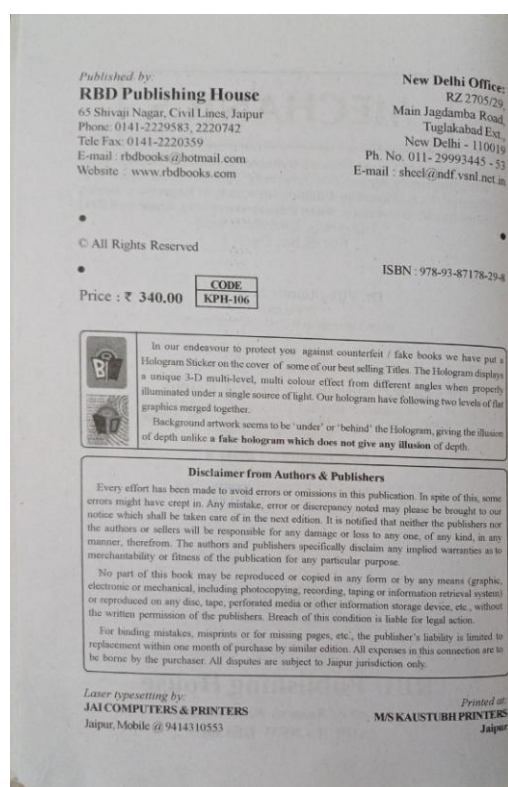 Published by:
RBD Publishing House
65 Shivaji Nagar, Civil Lines, Jaipur
Phone: 0141-2229583, 2220742
Tele Fax: 0141-2220359
E-mail : rbdbooks@hotmail.com
Website : www.rbdbooks.com
New Delhi Office:
RZ 2705/29,
Main Jagdamba Road,
Tuglakabad Ext.,
New Delhi - 110019
Ph. No. 011- 29993445 - 53
E-mail : sheel@ndf.vsnl.net.in
© All Rights Reserved
ISBN : 978-93-87178-29-8
Price : ₹ 340.00
CODE
KPH-106
In our endeavour to protect you against counterfeit / fake books we have put a
Hologram Sticker on the cover of some of our best selling Titles. The Hologram displays
a unique 3-D multi-level, multi colour effect from different angles when properly
illuminated under a single source of light. Our hologram have following two levels of flat
graphics merged together.
Background artwork seems to be 'under' or 'behind' the Hologram, giving the illusion
of depth unlike a fake hologram which does not give any illusion of depth.
Disclaimer from Authors & Publishers
Every effort has been made to avoid errors or omissions in this publication. In spite of this, some
errors might have crept in. Any mistake, error or discrepancy noted may please be brought to our
notice which shall be taken care of in the next edition. It is notified that neither the publishers nor
the authors or sellers will be responsible for any damage or loss to any one, of any kind, in any
manner, therefrom. The authors and publishers specifically disclaim any implied warranties as to
merchantability or fitness of the publication for any particular purpose.
No part of this book may be reproduced or copied in any form or by any means (graphic,
electronic or mechanical, including photocopying, recording, taping or information retrieval system)
or reproduced on any disc, tape, perforated media or other information storage device, etc., without
the written permission of the publishers. Breach of this condition is liable for legal action.
For binding mistakes, misprints or for missing pages, etc., the publisher's liability is limited to
replacement within one month of purchase by similar edition. All expenses in this connection are to
be borne by the purchaser. All disputes are subject to Jaipur jurisdiction only.
Laser typesetting by:
JAI COMPUTERS & PRINTERS
Jaipur, Mobile @ 9414310553
Printed at:
M/S KAUSTUBH PRINTERS
Jaipur